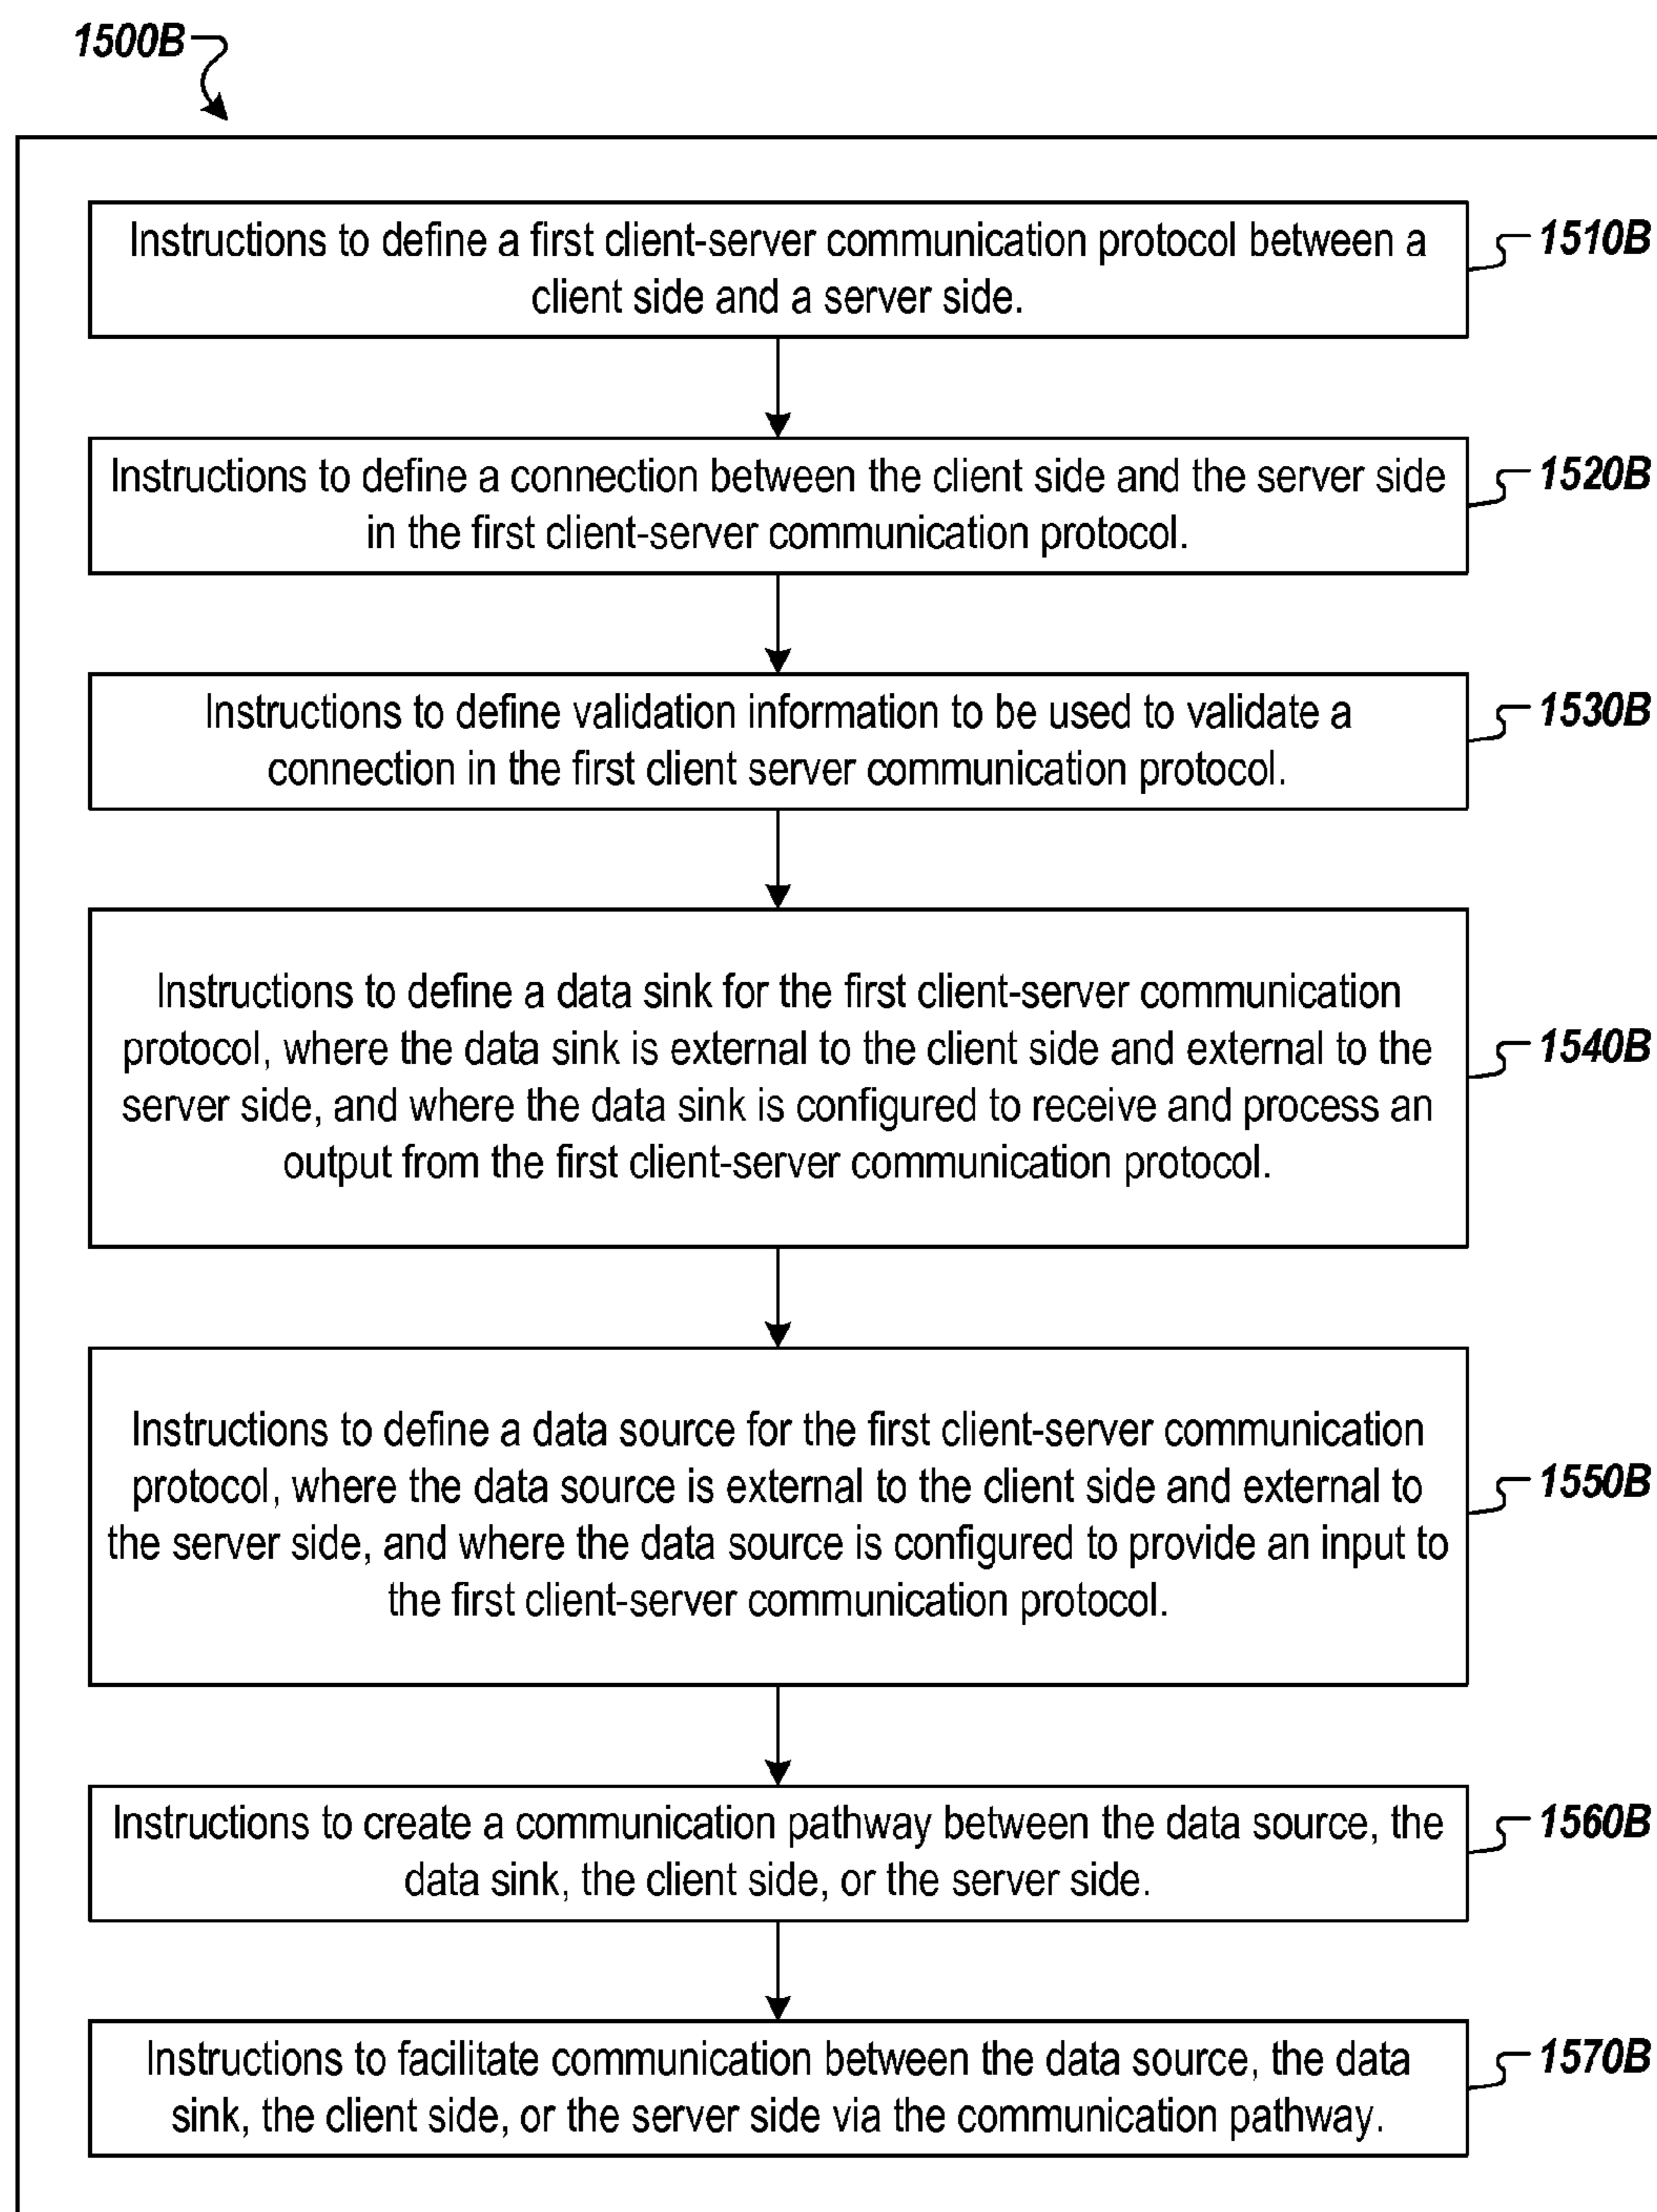 1500B
Instructions to define a first client-server communication protocol between a
client side and a server side.
1510B
Instructions to define a connection between the client side and the server side
in the first client-server communication protocol.
1520B
Instructions to define validation information to be used to validate a
connection in the first client server communication protocol.
1530B
Instructions to define a data sink for the first client-server communication
protocol, where the data sink is external to the client side and external to the
server side, and where the data sink is configured to receive and process an
output from the first client-server communication protocol.
1540B
Instructions to define a data source for the first client-server communication
protocol, where the data source is external to the client side and external to
the server side, and where the data source is configured to provide an input to
the first client-server communication protocol.
1550B
Instructions to create a communication pathway between the data source, the
data sink, the client side, or the server side.
1560B
Instructions to facilitate communication between the data source, the data
sink, the client side, or the server side via the communication pathway.
1570B